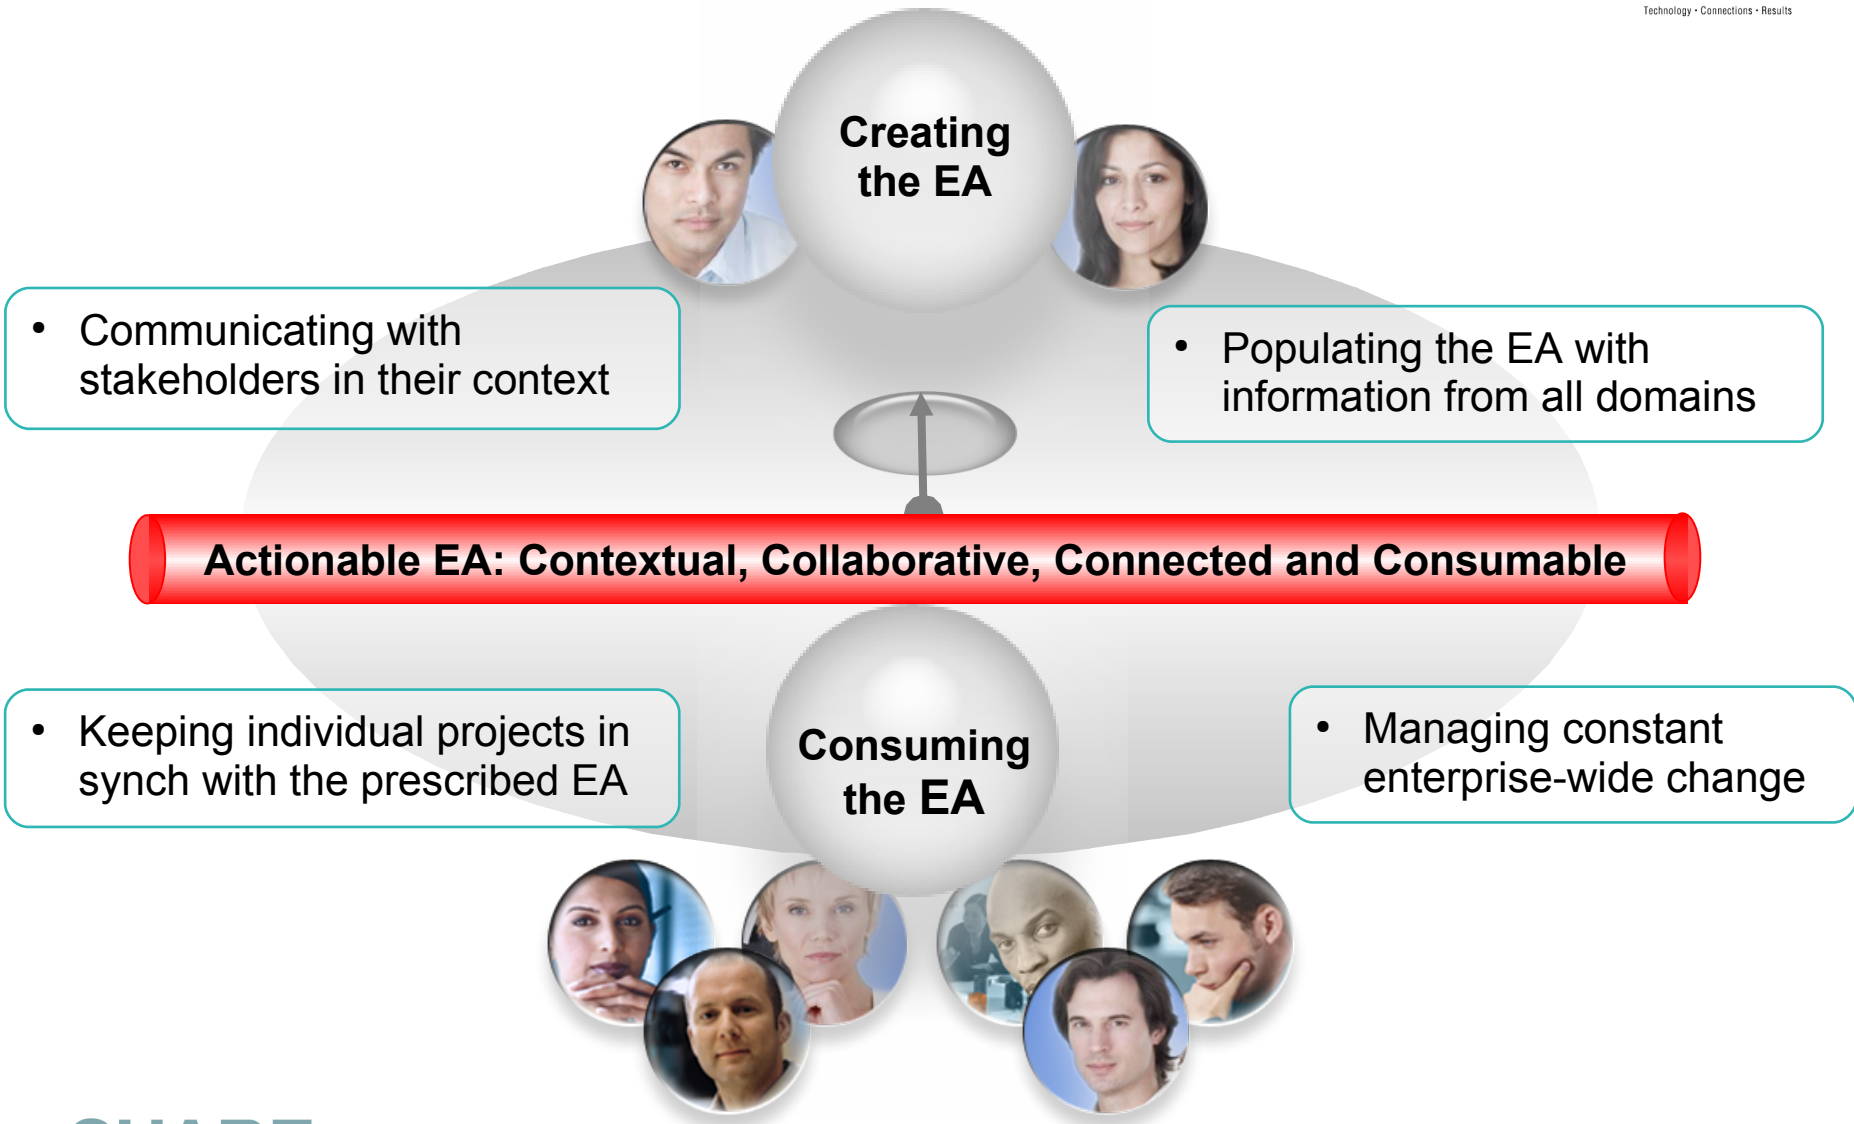 Technology • Connections • Results
Creating
the EA
• Communicating with
stakeholders in their context
• Populating the EA with
information from all domains
Actionable EA: Contextual, Collaborative, Connected and Consumable
• Keeping individual projects in
synch with the prescribed EA
Consuming
the EA
• Managing constant
enterprise-wide change